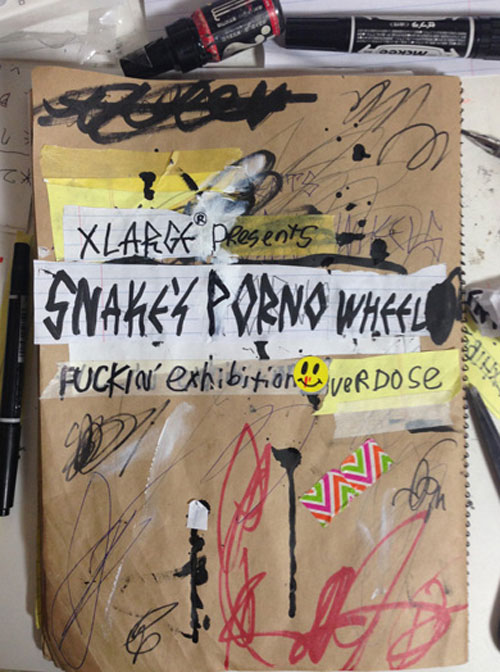 XLARGE® PRESENTS
SNAKE'S PORNO WHEEL
FUCKIN' exhibition OVERDOSE